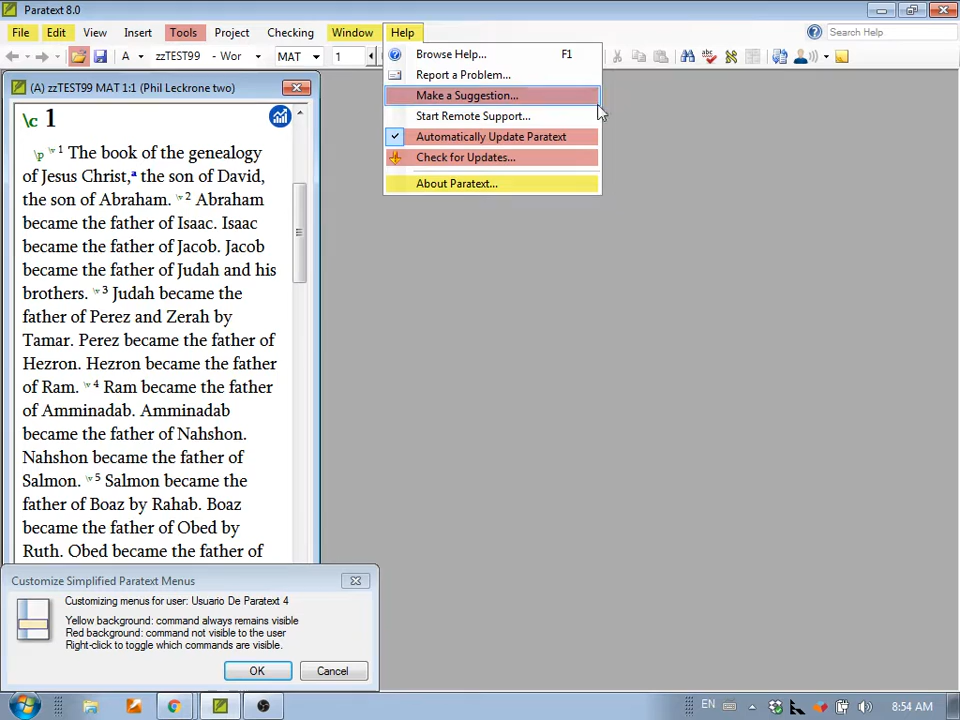 Paratext 8.0
File Edit View Insert Tools Project Checking Window Help Search Help
A zzTEST99 - Wor MAT 1
Browse Help... F1
Report a Problem...
Make a Suggestion...
Start Remote Support...
Automatically Update Paratext
Check for Updates...
About Paratext...
(A) zzTEST99 MAT 1:1 (Phil Leckrone two)
\c 1
\p \v 1 The book of the genealogy
of Jesus Christ,a the son of David,
the son of Abraham. \v 2 Abraham
became the father of Isaac. Isaac
became the father of Jacob. Jacob
became the father of Judah and his
brothers. \v 3 Judah became the
father of Perez and Zerah by
Tamar. Perez became the father of
Hezron. Hezron became the father
of Ram. \v 4 Ram became the father
of Amminadab. Amminadab
became the father of Nahshon.
Nahshon became the father of
Salmon. \v 5 Salmon became the
father of Boaz by Rahab. Boaz
became the father of Obed by
Ruth. Obed became the father of
Customize Simplified Paratext Menus
Customizing menus for user: Usuario De Paratext 4
Yellow background: command always remains visible
Red background: command not visible to the user
Right-click to toggle which commands are visible.
OK Cancel
EN 8:54 AM